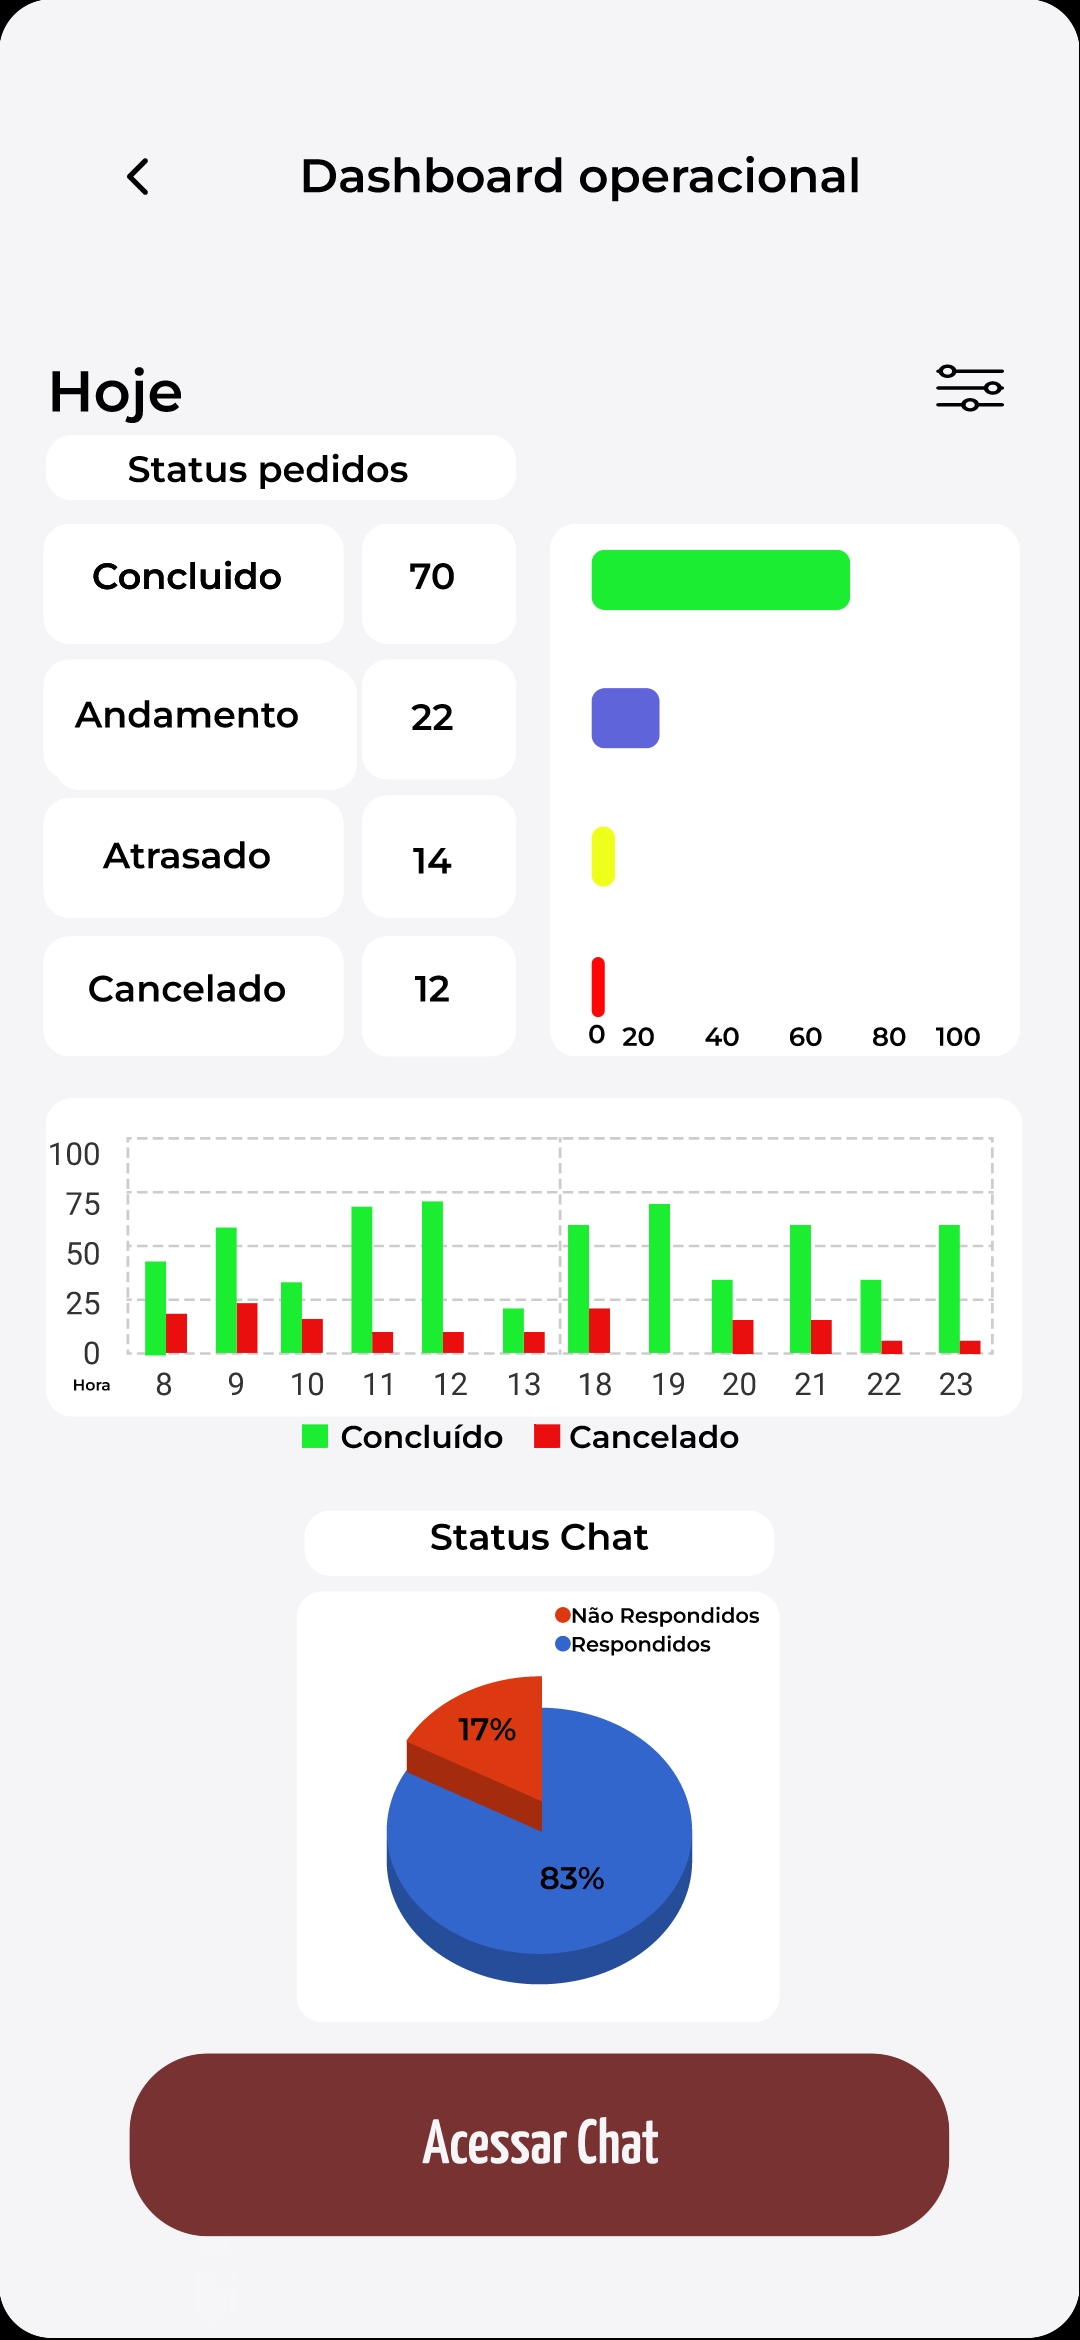 Dashboard operacional
Hoje
Status pedidos
Concluido 70
Andamento 22
Atrasado 14
Cancelado 12
0 20 40 60 80 100
100
75
50
25
0
Hora 8 9 10 11 12 13 18 19 20 21 22 23
Concluído Cancelado
Status Chat
Não Respondidos
Respondidos
17%
83%
Acessar Chat